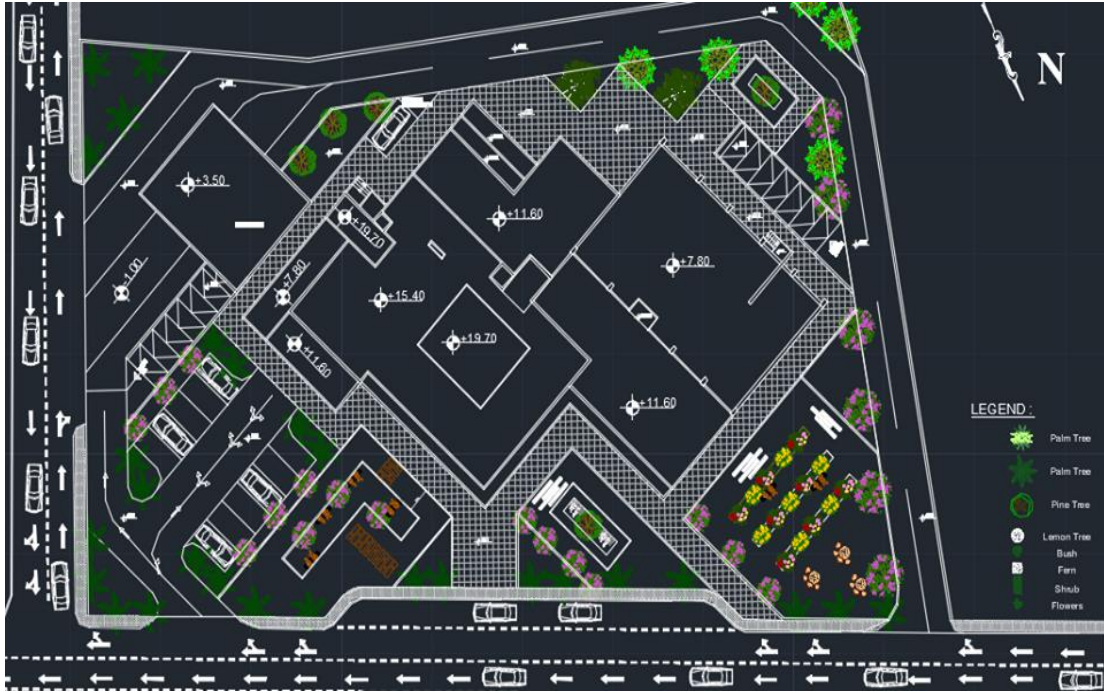 N
+3.50
+19.70
+11.60
+7.80
+1.00
+7.80
+15.40
+19.70
+11.60
+11.60
LEGEND :
Palm Tree
Palm Tree
Pine Tree
Lemon Tree
Bush
Fern
Shrub
Flowers